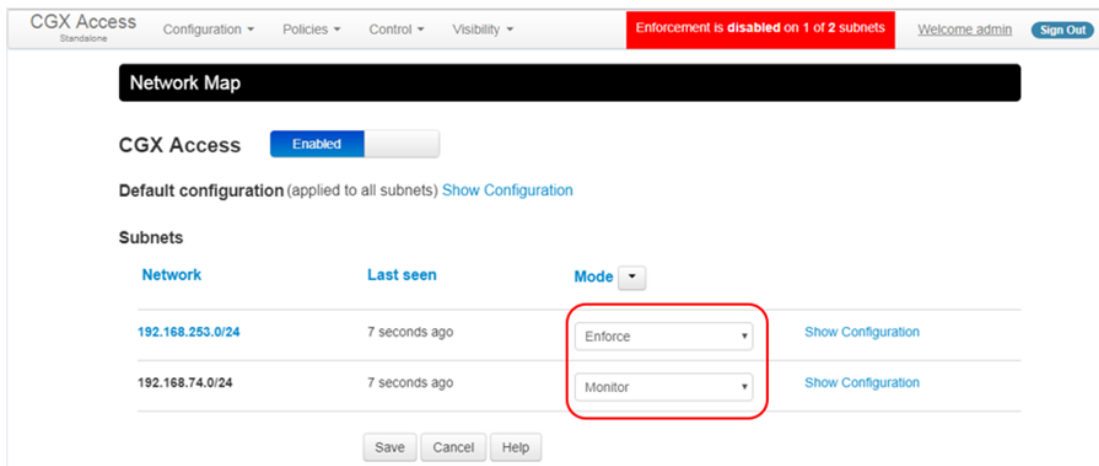 CGX Access Configuration Policies Control Visibility Enforcement is disabled on 1 of 2 subnets Welcome admin Sign Out
Standalone
Network Map
CGX Access Enabled
Default configuration (applied to all subnets) Show Configuration
Subnets
Network Last seen Mode
192.168.253.0/24 7 seconds ago Enforce Show Configuration
192.168.74.0/24 7 seconds ago Monitor Show Configuration
Save Cancel Help